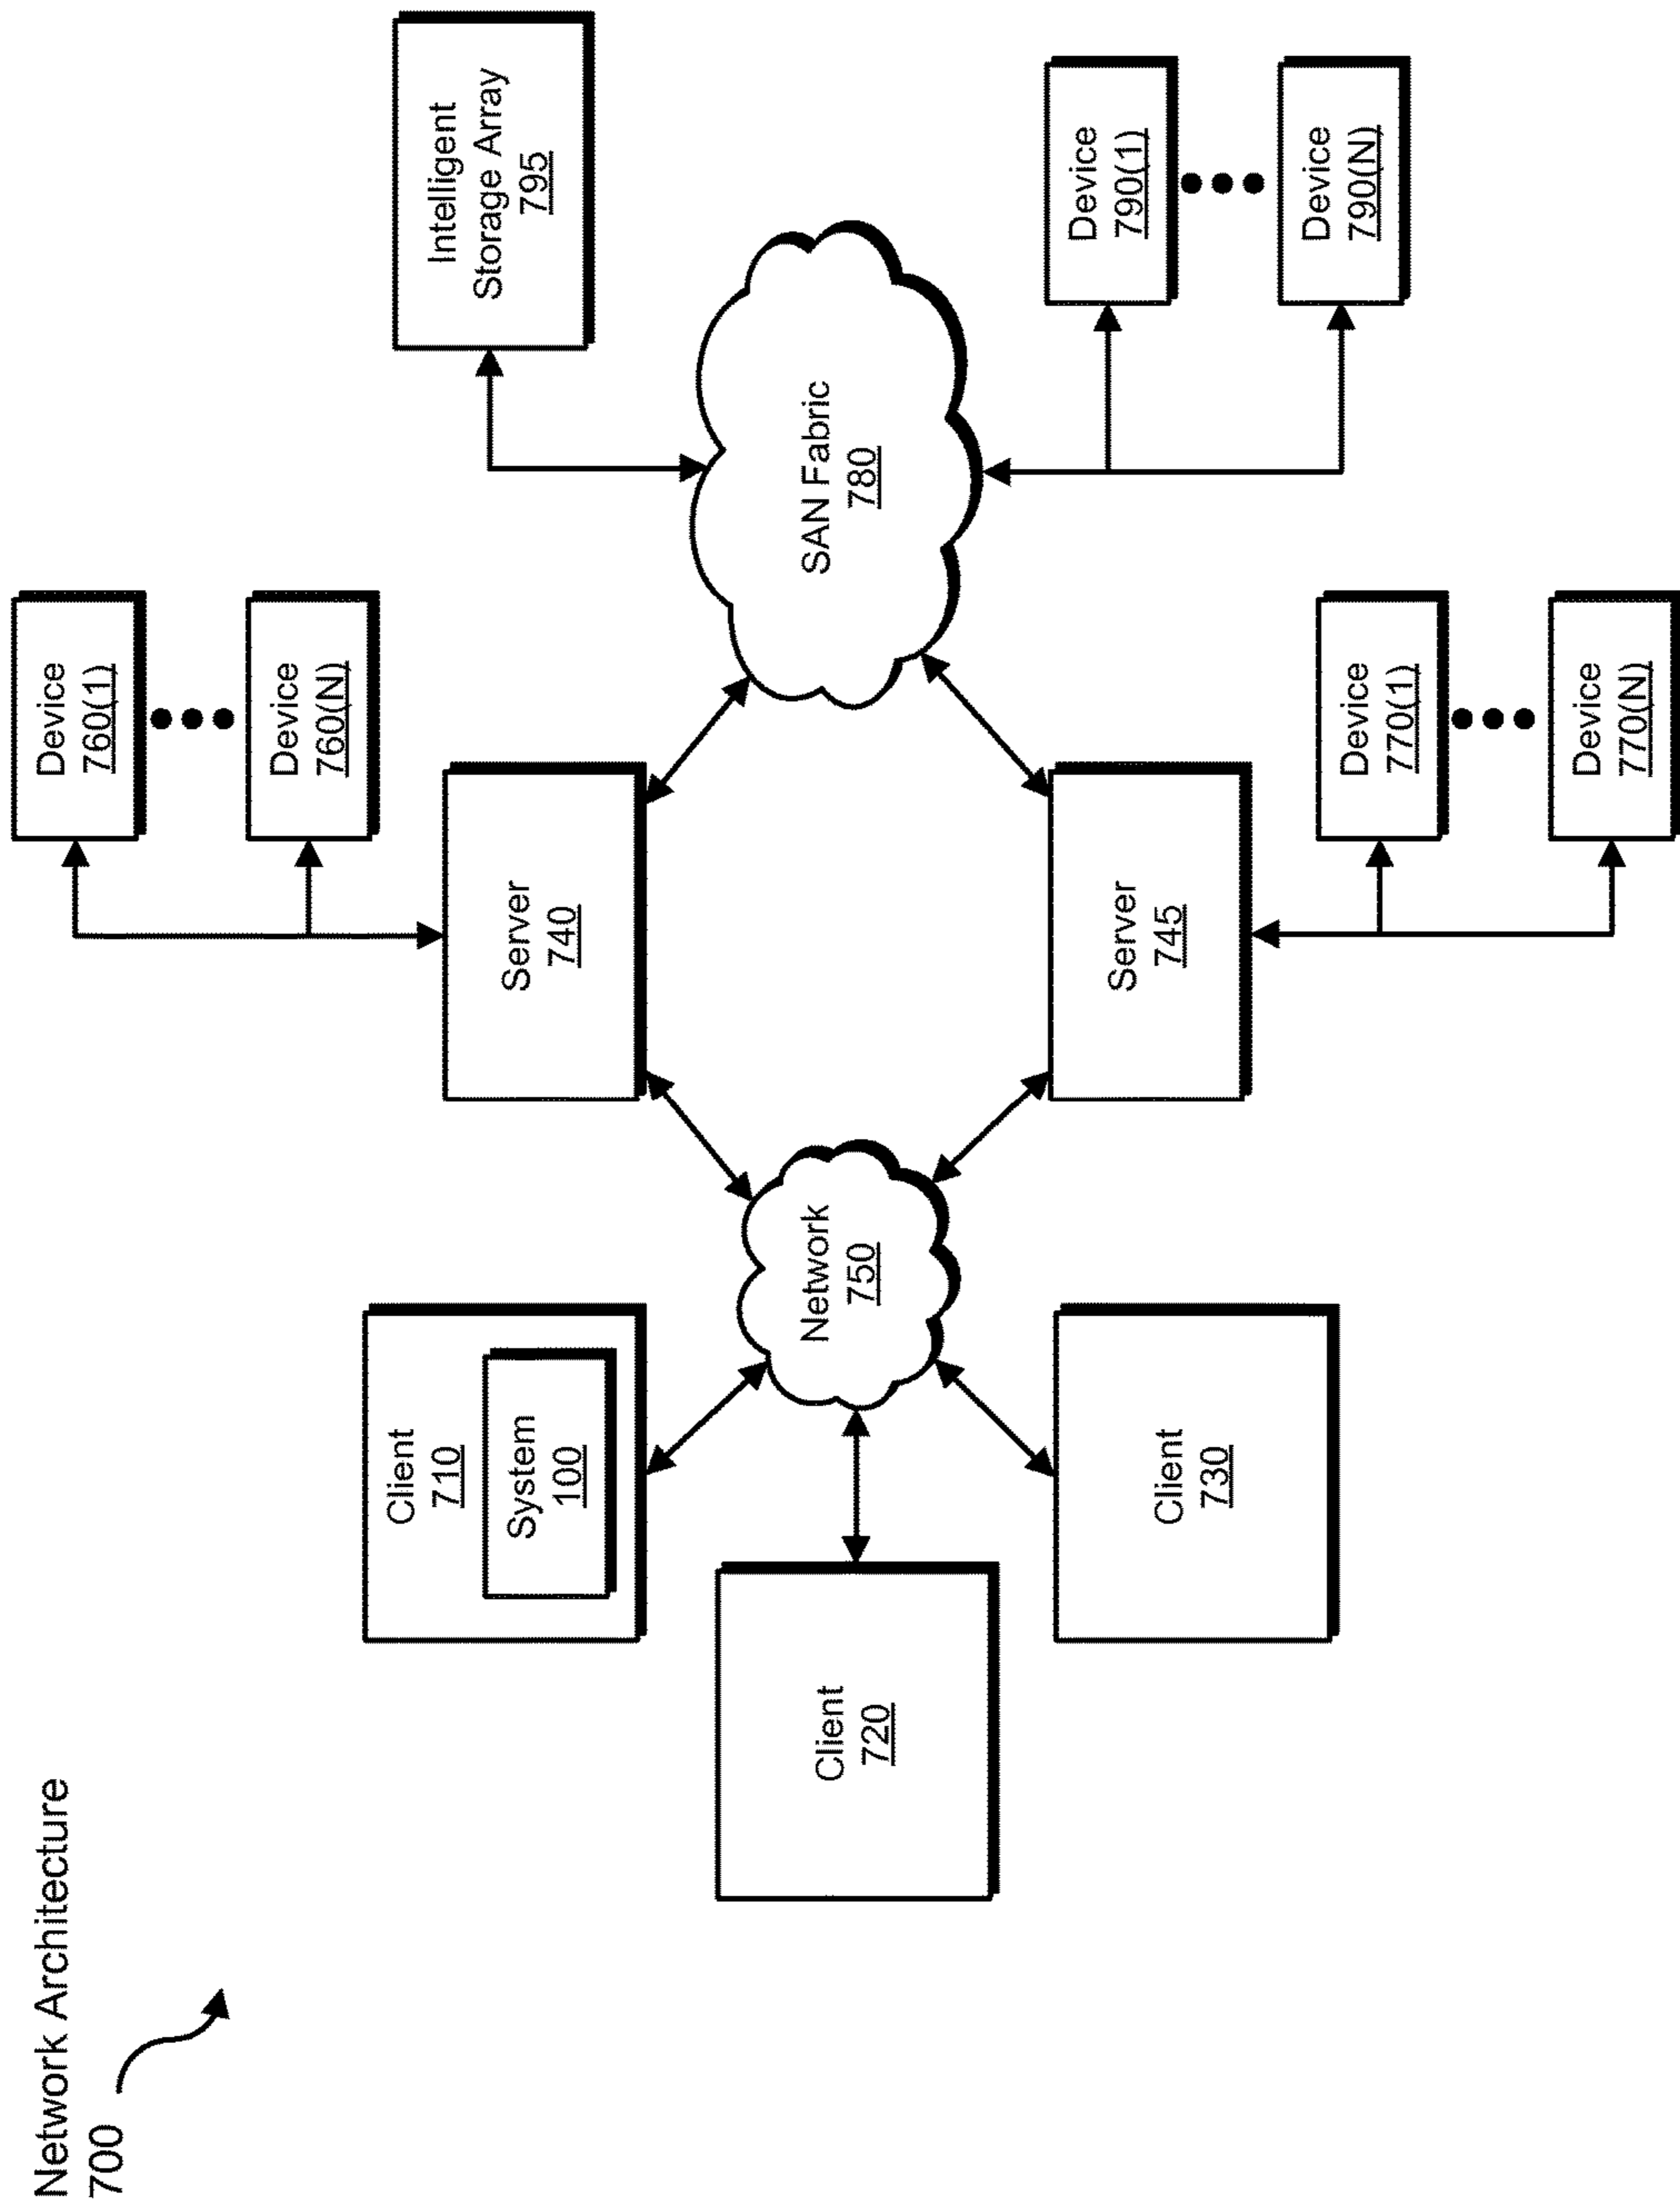 Network Architecture
700
Client
710
System
100
Client
720
Client
730
Network
750
Device
760(1)
Device
760(N)
Server
740
Server
745
Device
770(1)
Device
770(N)
SAN Fabric
780
Intelligent
Storage Array
795
Device
790(1)
Device
790(N)